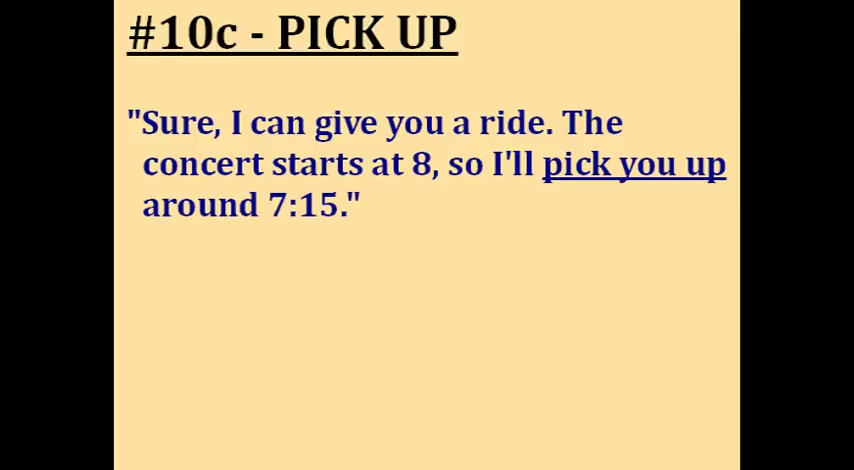 #10c - PICK UP
"Sure, I can give you a ride. The
concert starts at 8, so I'll pick you up
around 7:15."